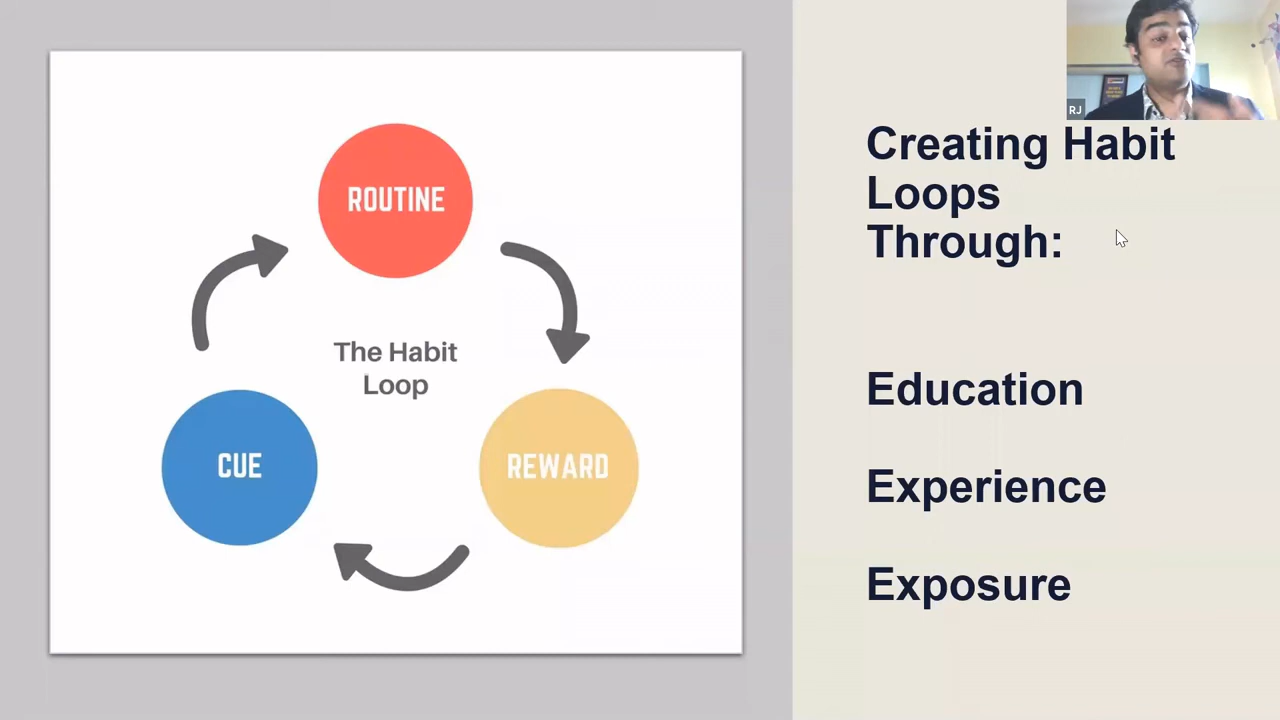 ROUTINE
The Habit
Loop
CUE
REWARD
RJ
Creating Habit
Loops
Through:
Education
Experience
Exposure